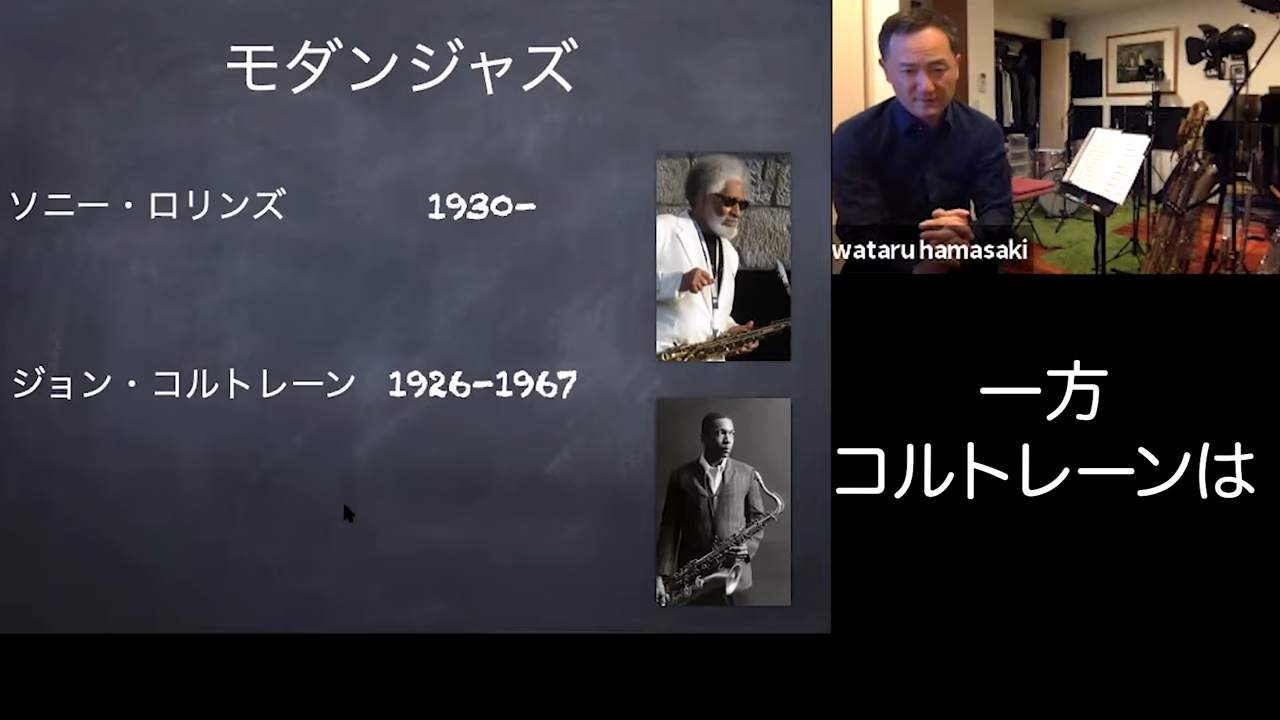 モダンジャズ
ソニー・ロリンズ 1930-
ジョン・コルトレーン 1926-1967
wataru hamasaki
一方
コルトレーンは